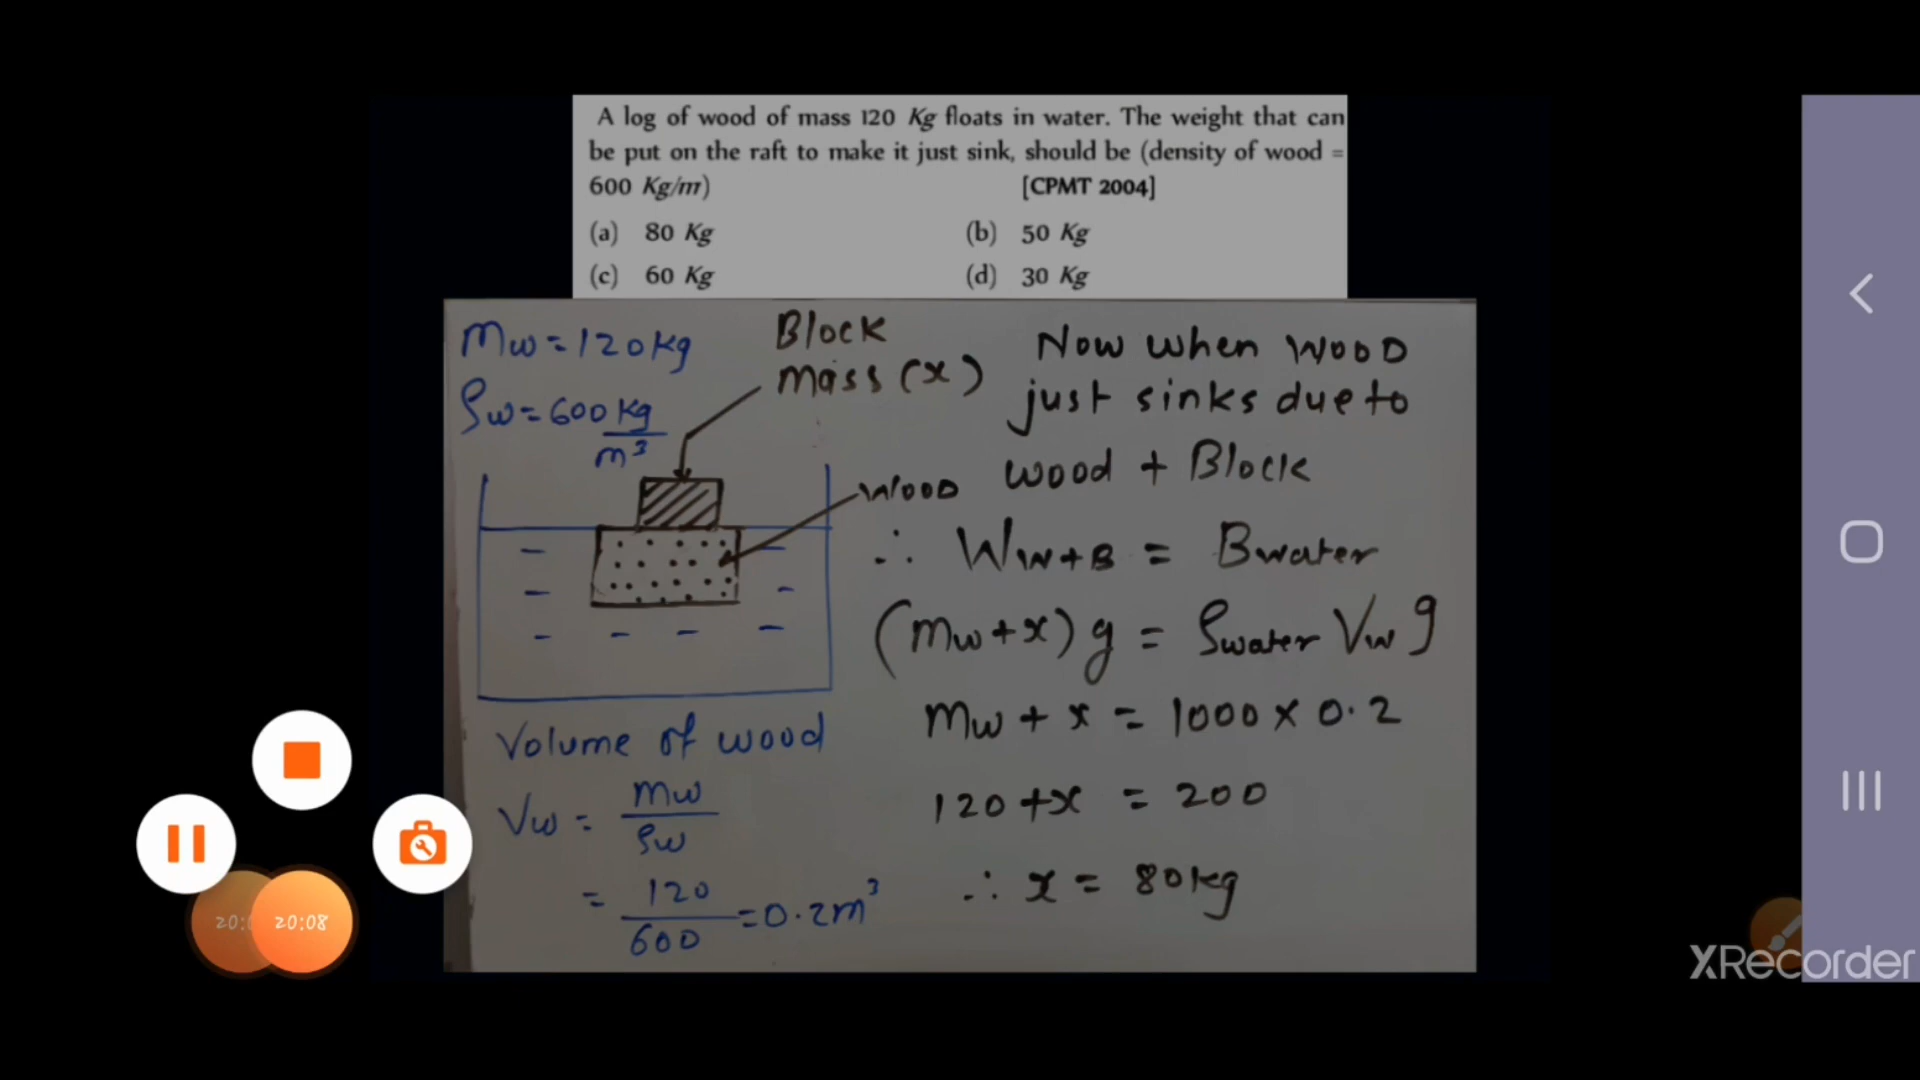 A log of wood of mass 120 Kg floats in water. The weight that can
be put on the raft to make it just sink, should be (density of wood =
600 Kg/m)
[CPMT 2004]
(a) 80 Kg
(b) 50 Kg
(c) 60 Kg
(d) 30 Kg
Mw = 120kg
ρw = 600 kg/m³
Block
mass (x)
WOOD
Volume of wood
Vw = Mw/ρw
= 120/600 = 0.2m³
Now when WOOD
just sinks due to
wood + Block
∴ Ww+B = Bwater
(Mw+x) g = ρwater Vw g
Mw + x = 1000 × 0.2
120 + x = 200
∴ x = 80kg
20:08
XRecorder